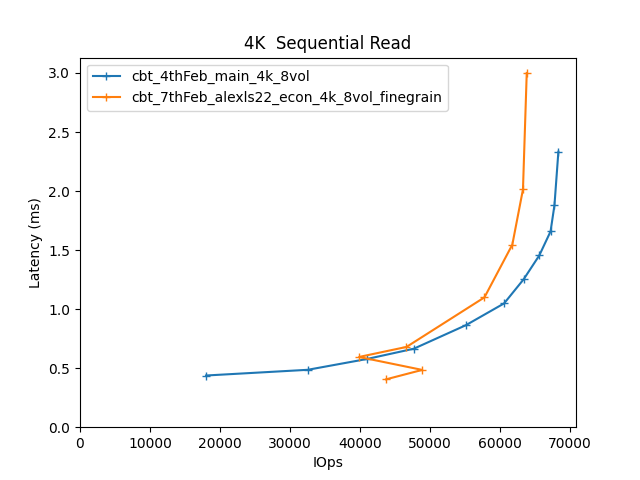 4K  Sequential Read
cbt_4thFeb_main_4k_8vol
cbt_7thFeb_alexls22_econ_4k_8vol_finegrain
3.0
2.5
2.0
1.5
1.0
0.5
0.0
Latency (ms)
0 10000 20000 30000 40000 50000 60000 70000
IOps